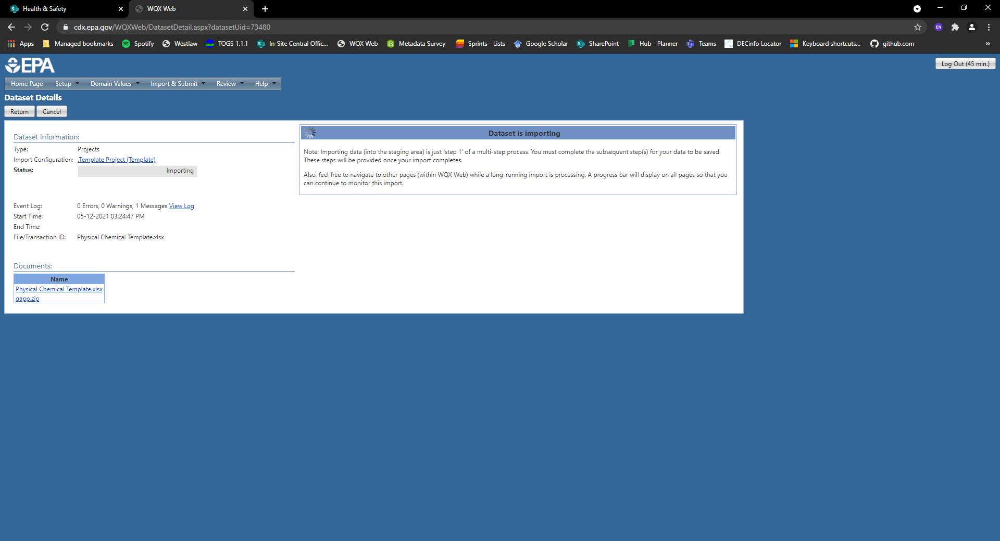 Health & Safety
WQX Web
cdx.epa.gov/WQXWeb/DatasetDetail.aspx?datasetUid=73480
EN
Apps
Managed bookmarks
Spotify
Westlaw
TOGS 1.1.1
In-Site Central Offic...
WQX Web
Metadata Survey
Sprints - Lists
Google Scholar
SharePoint
Hub - Planner
Teams
DECinfo Locator
Keyboard shortcuts...
github.com
»
EPA
Log Out (45 min.)
Home Page
Setup
Domain Values
Import & Submit
Review
Help
Dataset Details
Return
Cancel
Dataset Information:
Type: Projects
Import Configuration: .Template Project (Template)
Status: Importing
Event Log: 0 Errors, 0 Warnings, 1 Messages View Log
Start Time: 05-12-2021 03:24:47 PM
End Time:
File/Transaction ID: Physical Chemical Template.xlsx
Documents:
Name
Physical Chemical Template.xlsx
qapp.zip
Dataset is importing
Note: Importing data (into the staging area) is just 'step 1' of a multi-step process. You must complete the subsequent step(s) for your data to be saved.
These steps will be provided once your import completes.
Also, feel free to navigate to other pages (within WQX Web) while a long-running import is processing. A progress bar will display on all pages so that you
can continue to monitor this import.